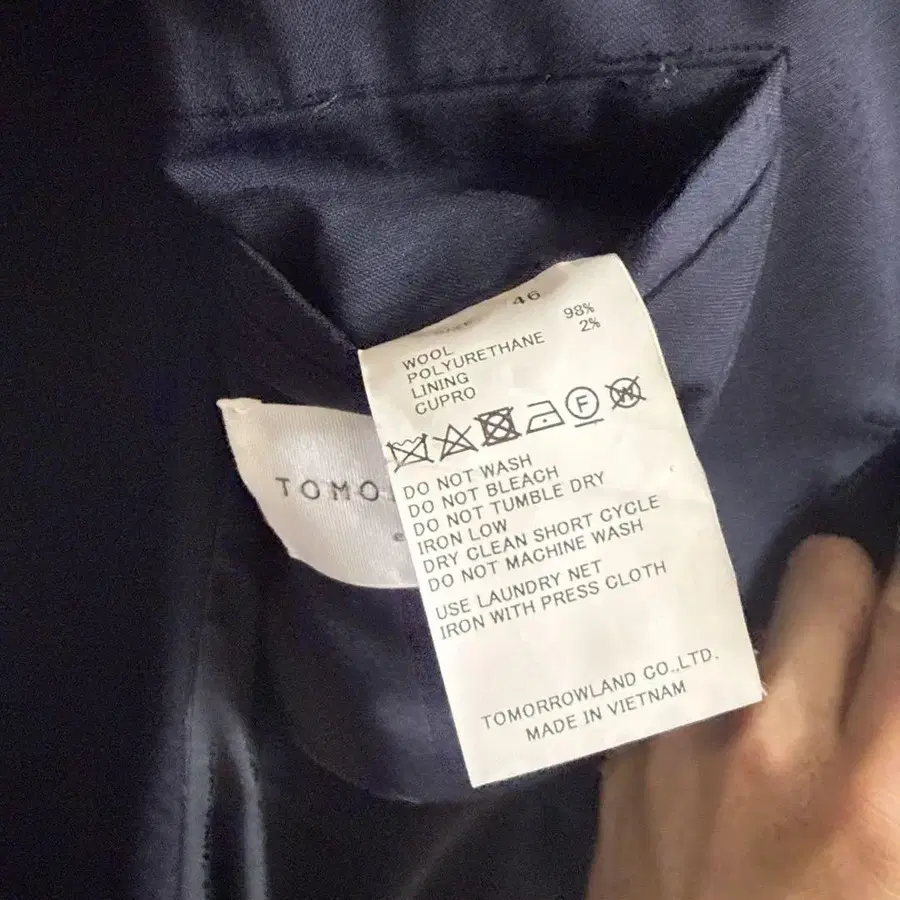 46
WOOL 98%
POLYURETHANE 2%
LINING
CUPRO
F W
DO NOT WASH
DO NOT BLEACH
DO NOT TUMBLE DRY
IRON LOW
DRY CLEAN SHORT CYCLE
DO NOT MACHINE WASH
USE LAUNDRY NET
IRON WITH PRESS CLOTH
TOMORROWLAND CO.,LTD.
MADE IN VIETNAM
TOMO